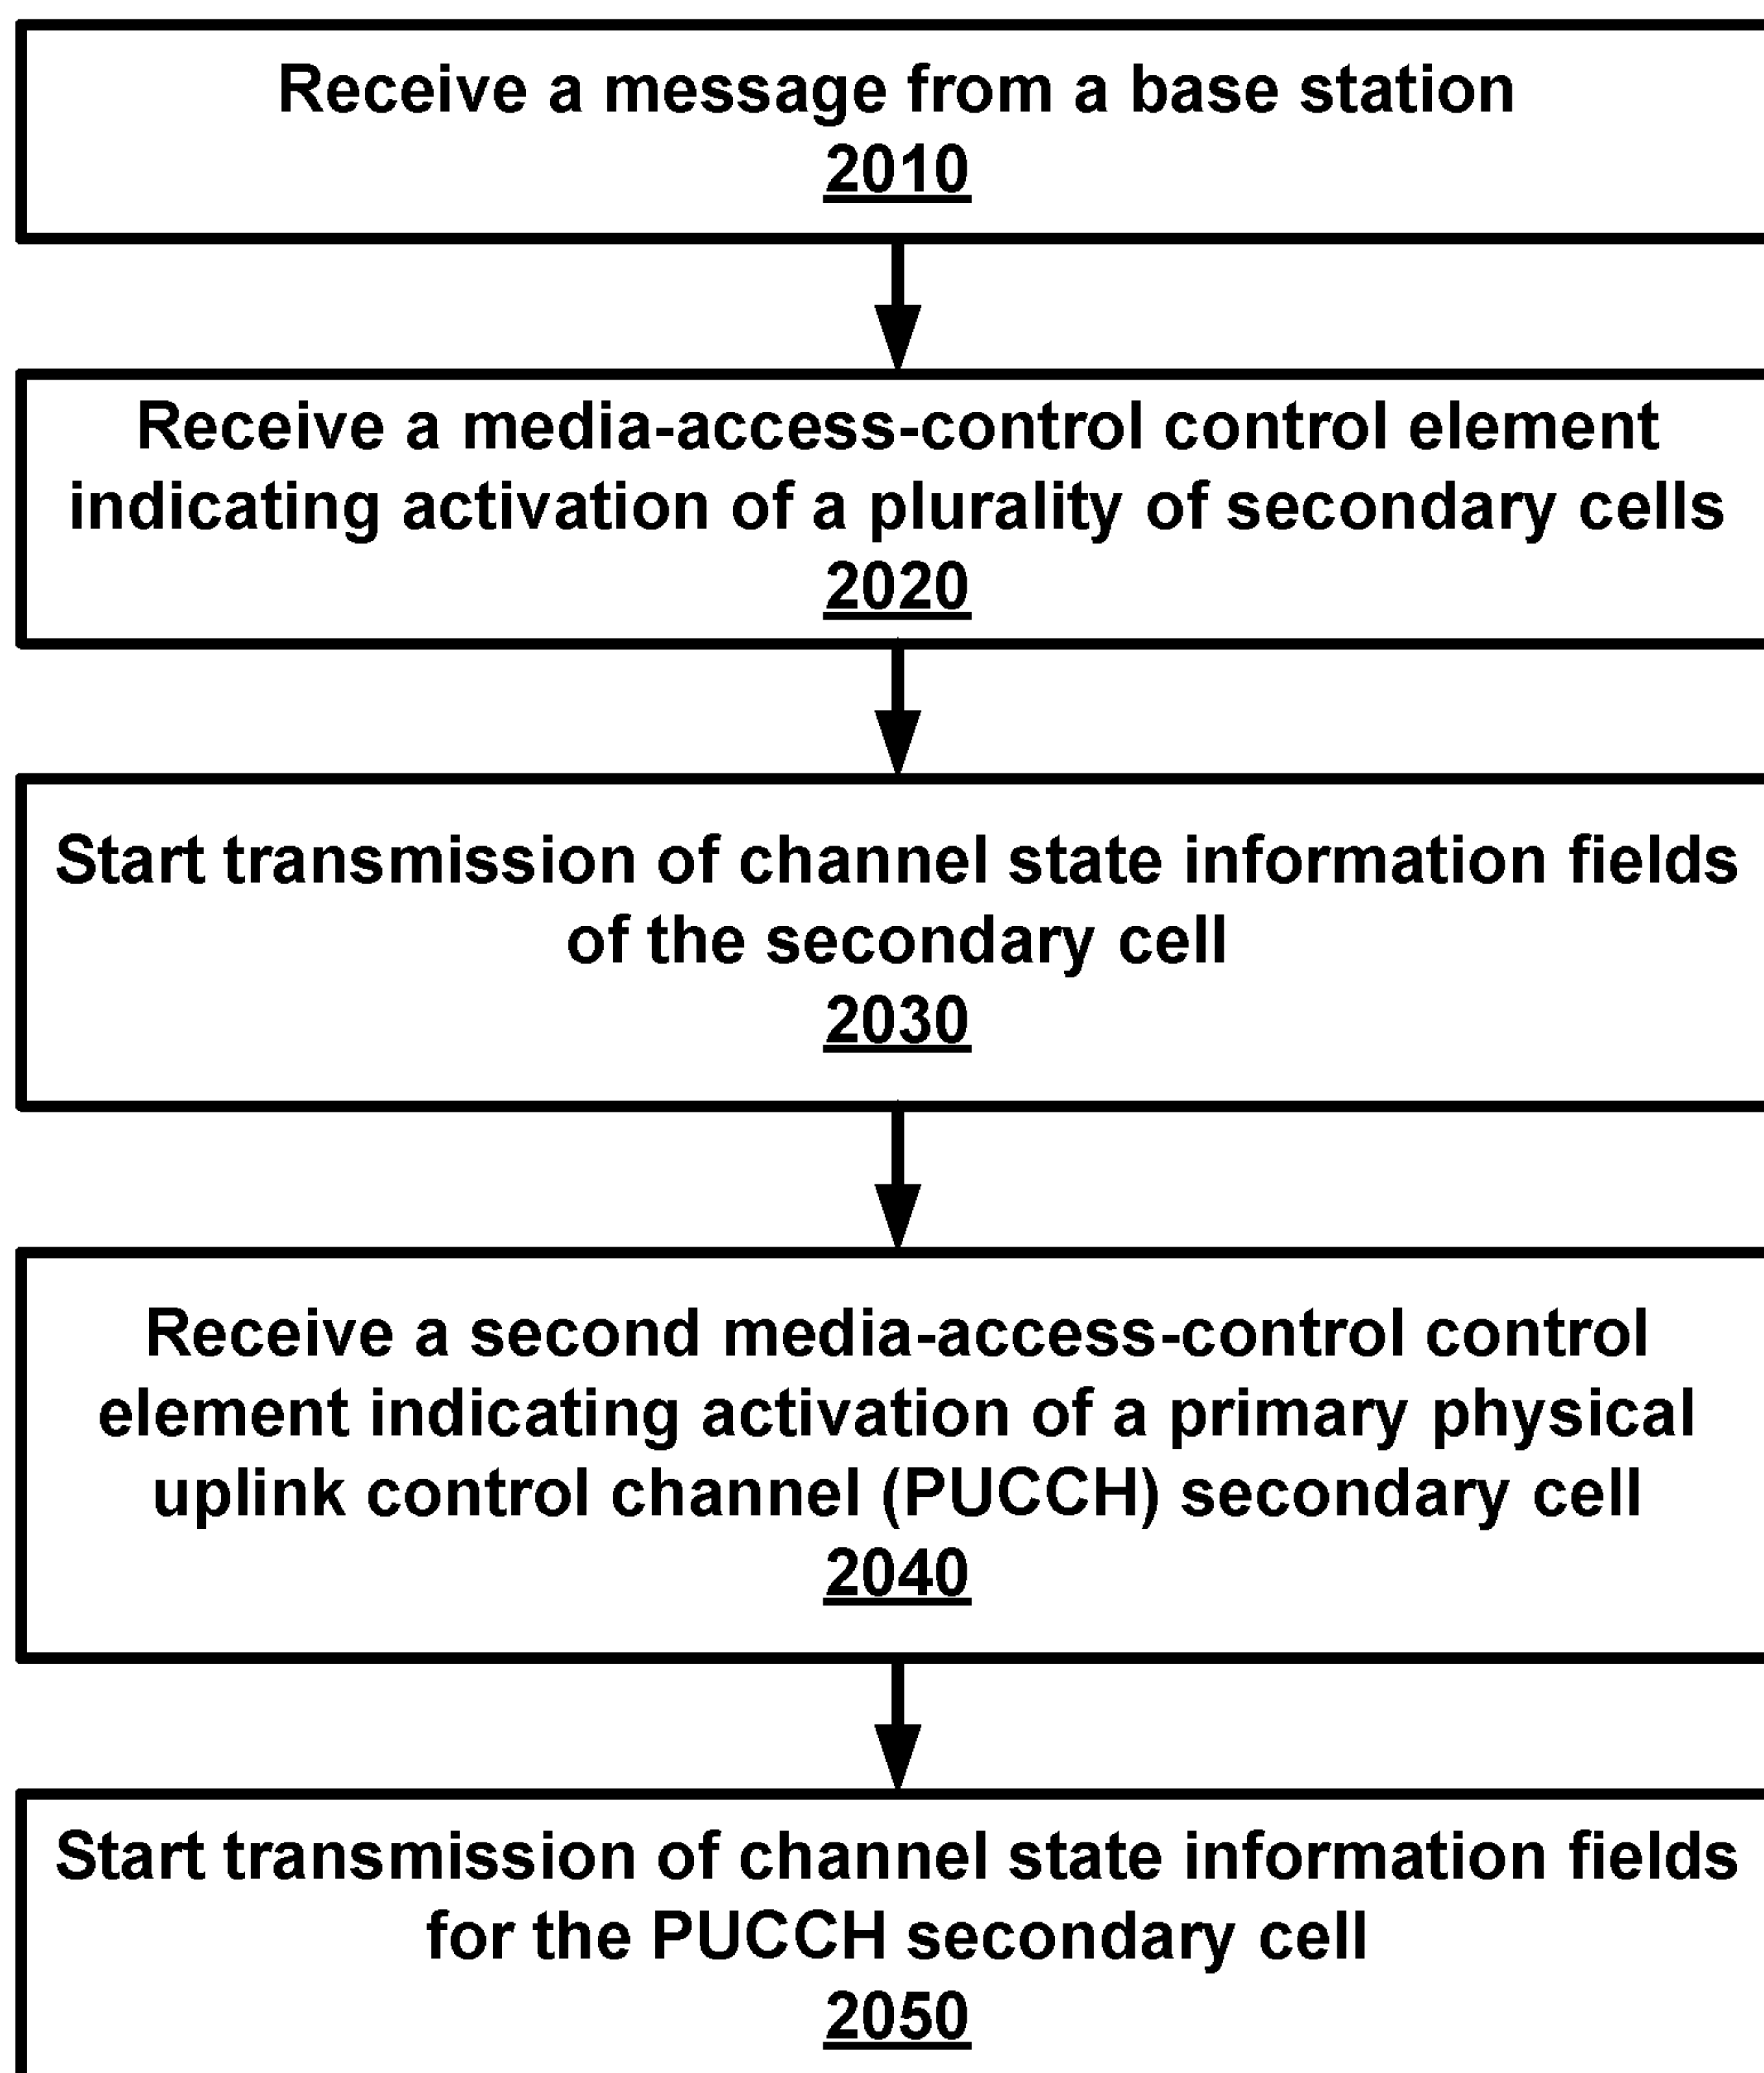 Receive a message from a base station
2010
Receive a media-access-control control element
indicating activation of a plurality of secondary cells
2020
Start transmission of channel state information fields
of the secondary cell
2030
Receive a second media-access-control control
element indicating activation of a primary physical
uplink control channel (PUCCH) secondary cell
2040
Start transmission of channel state information fields
for the PUCCH secondary cell
2050